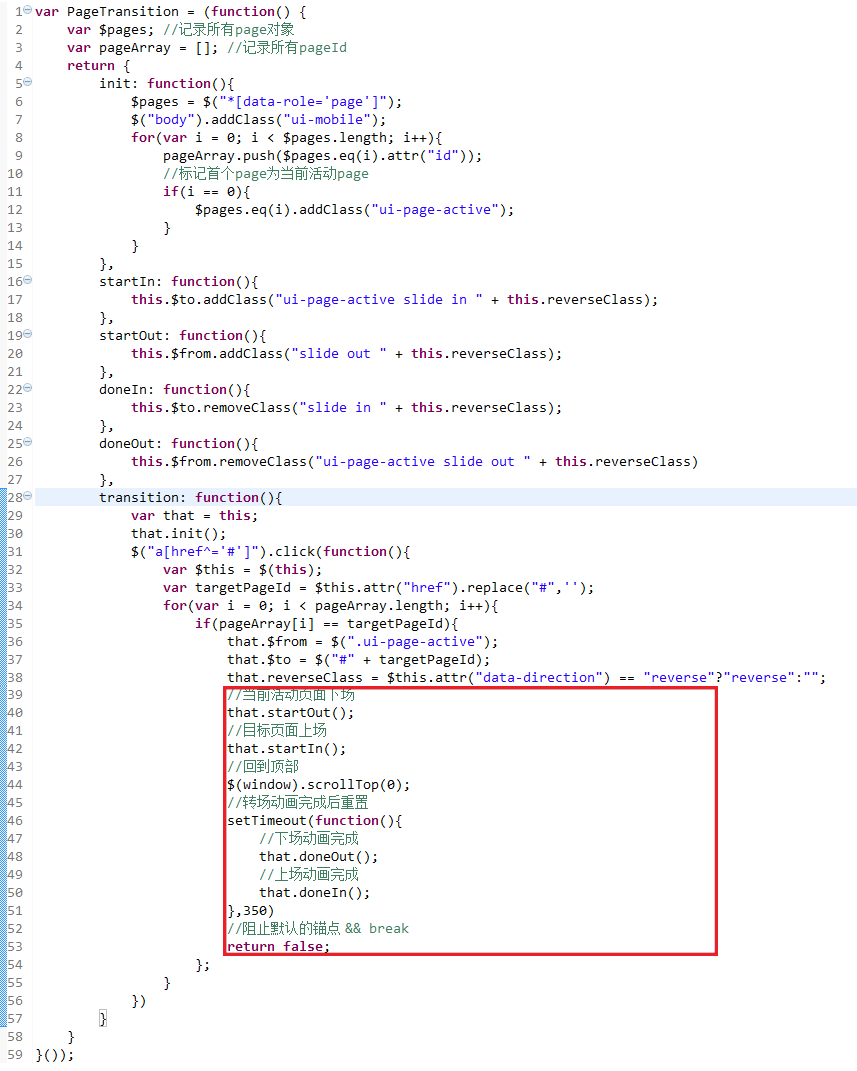 1 var PageTransition = (function() {
2     var $pages; //记录所有page对象
3     var pageArray = []; //记录所有pageId
4     return {
5         init: function(){
6             $pages = $("*[data-role='page']");
7             $("body").addClass("ui-mobile");
8             for(var i = 0; i < $pages.length; i++){
9                 pageArray.push($pages.eq(i).attr("id"));
10                 //标记首个page为当前活动page
11                 if(i == 0){
12                     $pages.eq(i).addClass("ui-page-active");
13                 }
14             }
15         },
16         startIn: function(){
17             this.$to.addClass("ui-page-active slide in " + this.reverseClass);
18         },
19         startOut: function(){
20             this.$from.addClass("slide out " + this.reverseClass);
21         },
22         doneIn: function(){
23             this.$to.removeClass("slide in " + this.reverseClass);
24         },
25         doneOut: function(){
26             this.$from.removeClass("ui-page-active slide out " + this.reverseClass)
27         },
28         transition: function(){
29             var that = this;
30             that.init();
31             $("a[href^='#']").click(function(){
32                 var $this = $(this);
33                 var targetPageId = $this.attr("href").replace("#",'');
34                 for(var i = 0; i < pageArray.length; i++){
35                     if(pageArray[i] == targetPageId){
36                         that.$from = $(".ui-page-active");
37                         that.$to = $("#" + targetPageId);
38                         that.reverseClass = $this.attr("data-direction") == "reverse"?"reverse":"";
39                         //当前活动页面下场
40                         that.startOut();
41                         //目标页面上场
42                         that.startIn();
43                         //回到顶部
44                         $(window).scrollTop(0);
45                         //转场动画完成后重置
46                         setTimeout(function(){
47                             //下场动画完成
48                             that.doneOut();
49                             //上场动画完成
50                             that.doneIn();
51                         },350)
52                         //阻止默认的锚点 && break
53                         return false;
54                     };
55                 }
56             })
57         }
58     }
59 }());